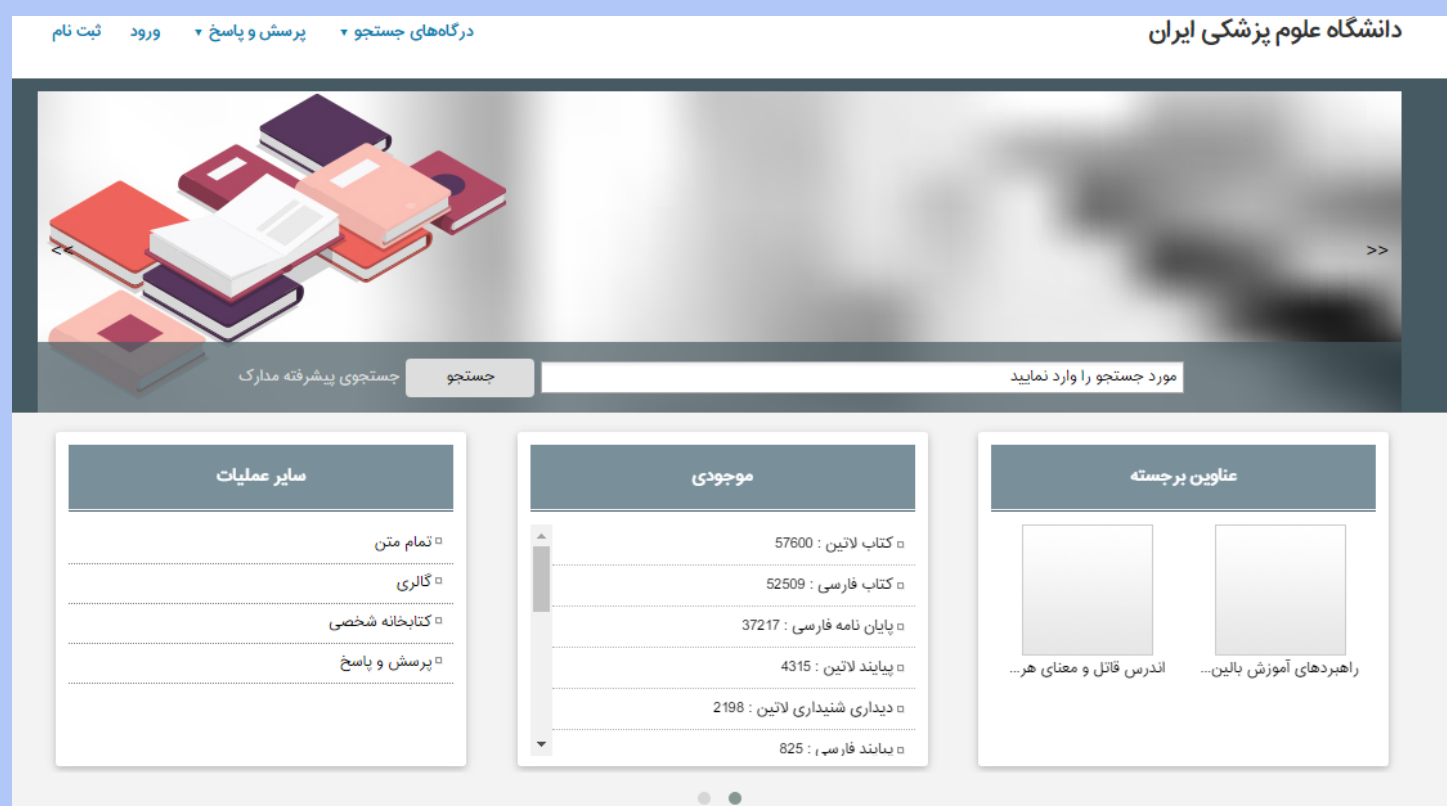 دانشگاه علوم پزشکی ایران
درگاه‌های جستجو ▼ پرسش و پاسخ ▼ ورود ثبت نام
<<
>>
مورد جستجو را وارد نمایید
جستجو
جستجوی پیشرفته مدارک
عناوین برجسته
راهبردهای آموزش بالین...
اندرس قاتل و معنای هر...
موجودی
کتاب لاتین : 57600
کتاب فارسی : 52509
پایان نامه فارسی : 37217
پیایند لاتین : 4315
دیداری شنیداری لاتین : 2198
پیایند فارسی : 825
سایر عملیات
تمام متن
گالری
کتابخانه شخصی
پرسش و پاسخ